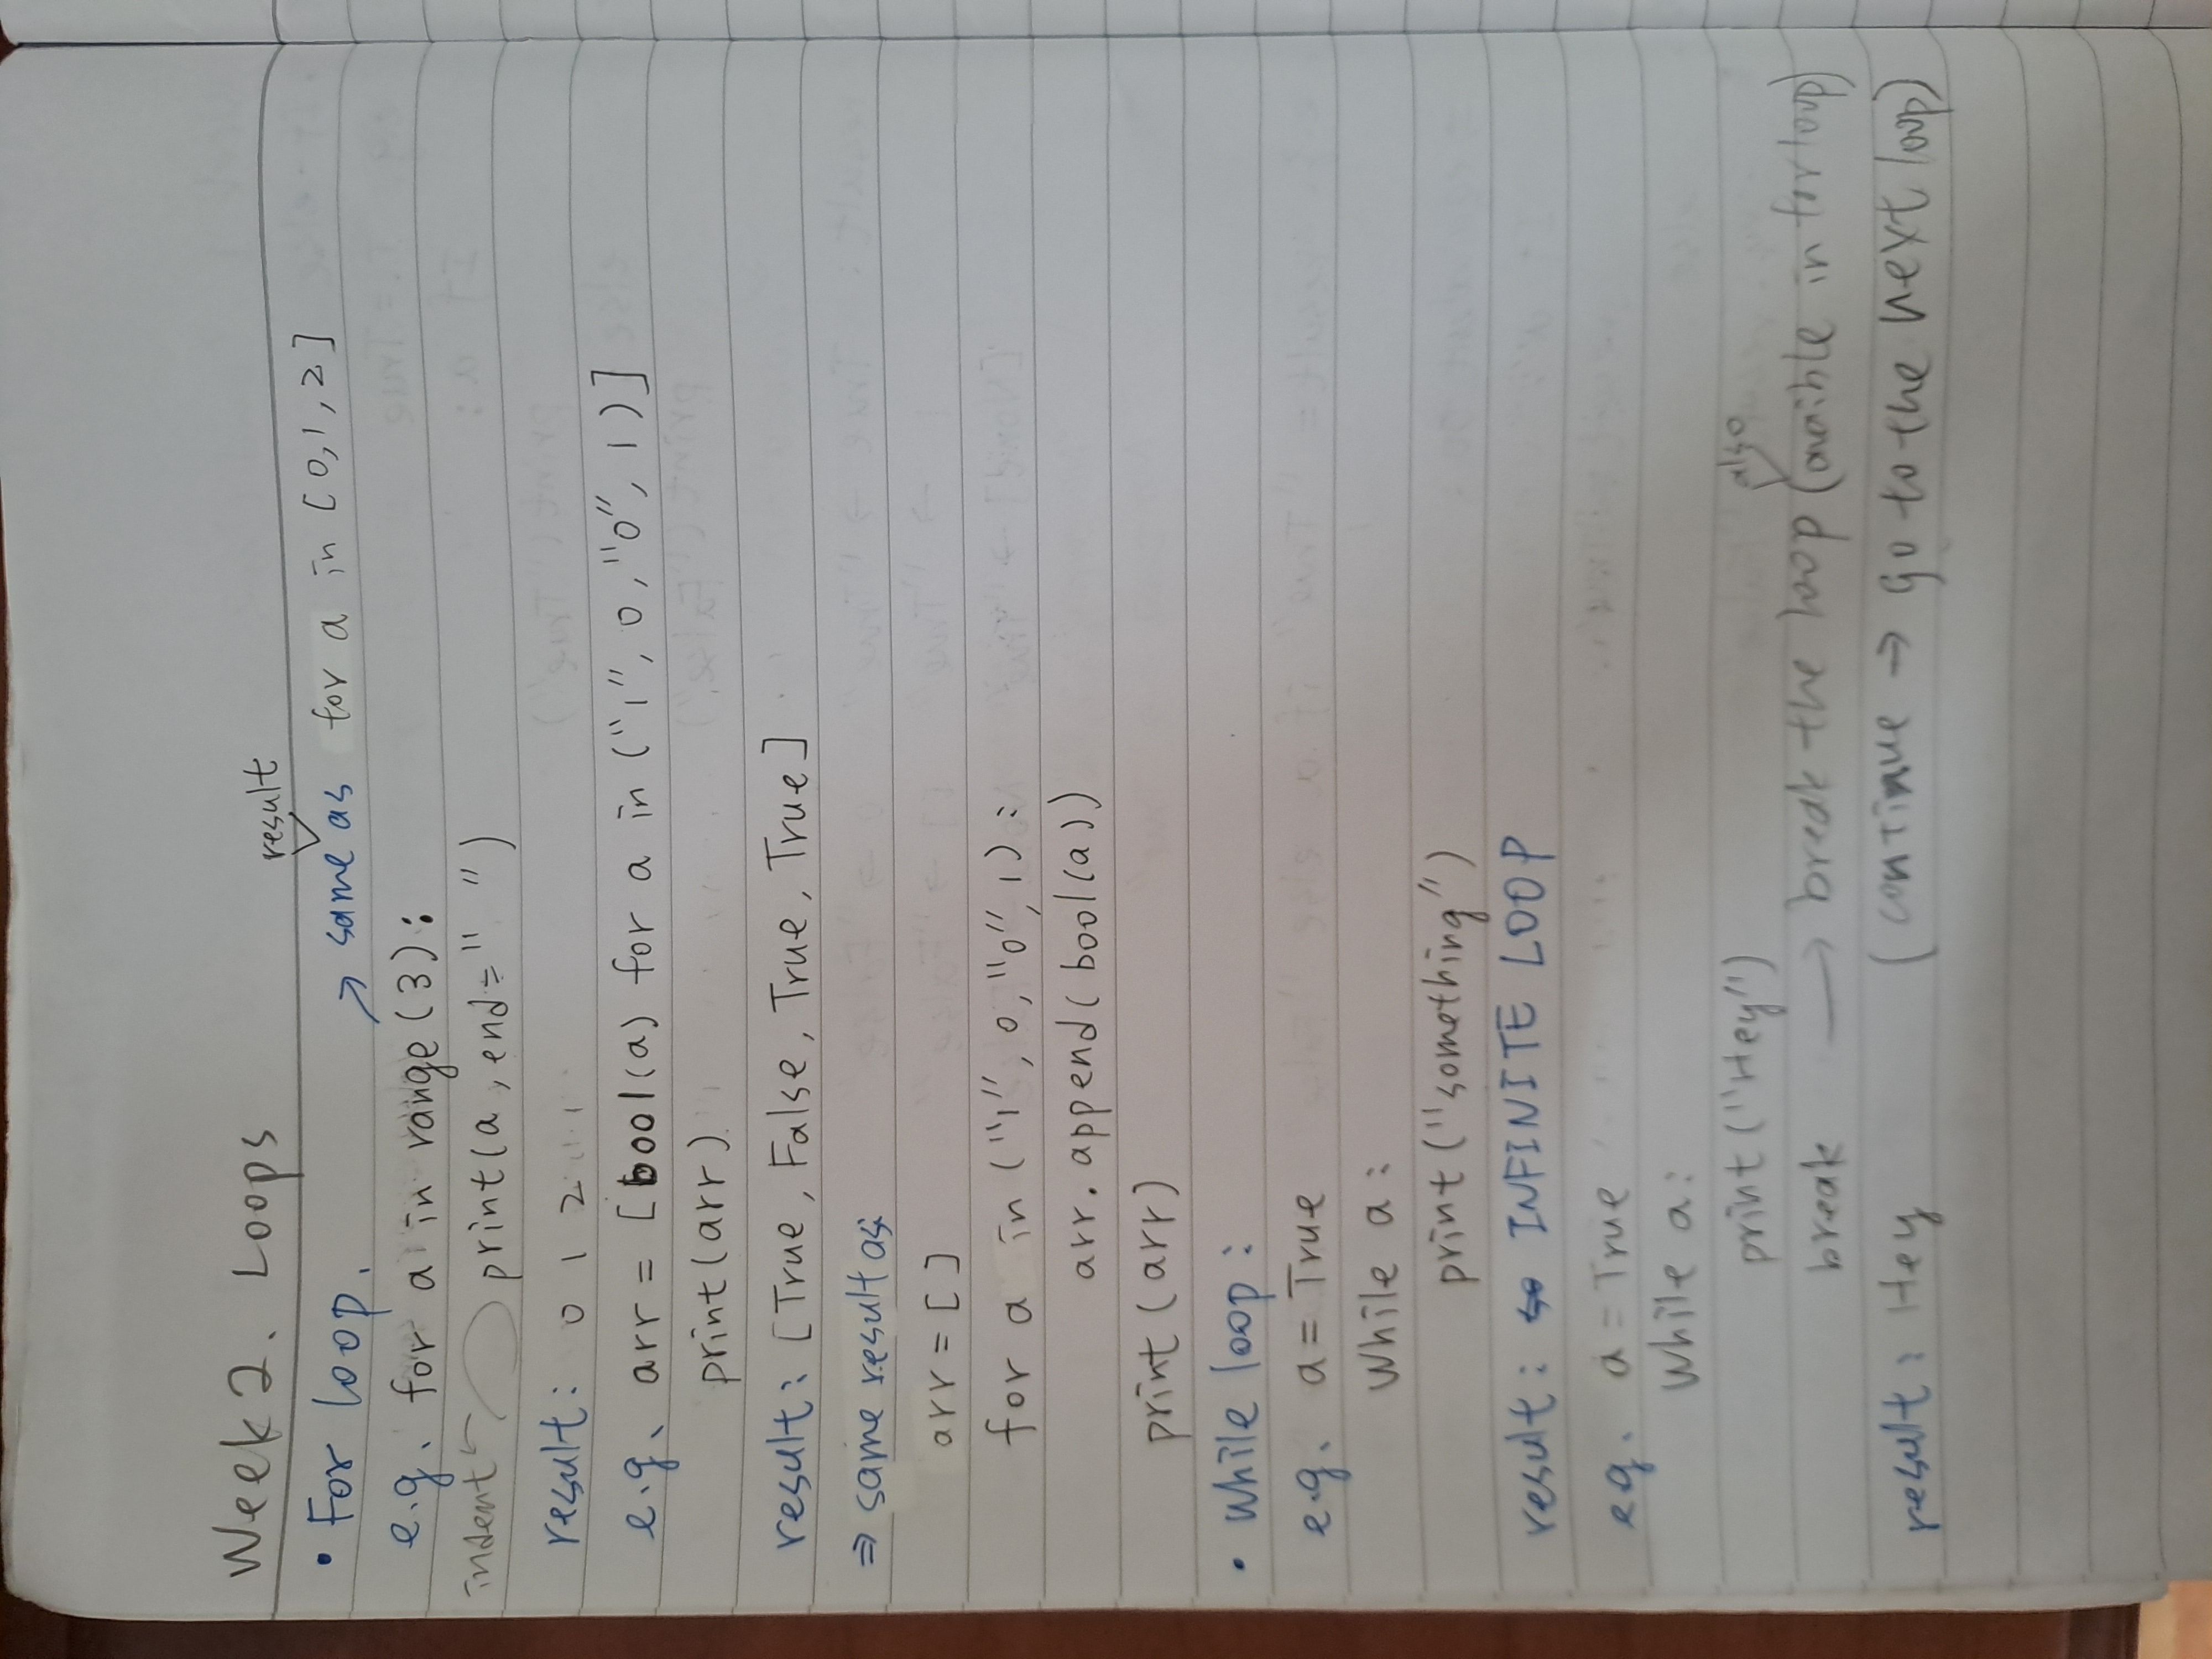 Week 2. Loops
• For loop.
→ same result as for a in [0,1,2]
e.g. for a in range(3):
indent ← print(a, end=" ")
result: 0 1 2
e.g. arr = [bool(a) for a in ("1", 0, "0", 1)]
print(arr)
result: [True, False, True, True]
⇒ same result as:
arr = []
for a in ("1", 0, "0", 1):
arr.append(bool(a))
print(arr)
• While loop:
e.g. a = True
While a:
print("something")
result: INFINITE LOOP
eg. a = True
While a:
print("Hey")
break → break the loop (also avaible in for loop)
result: Hey (continue → go to the next loop)